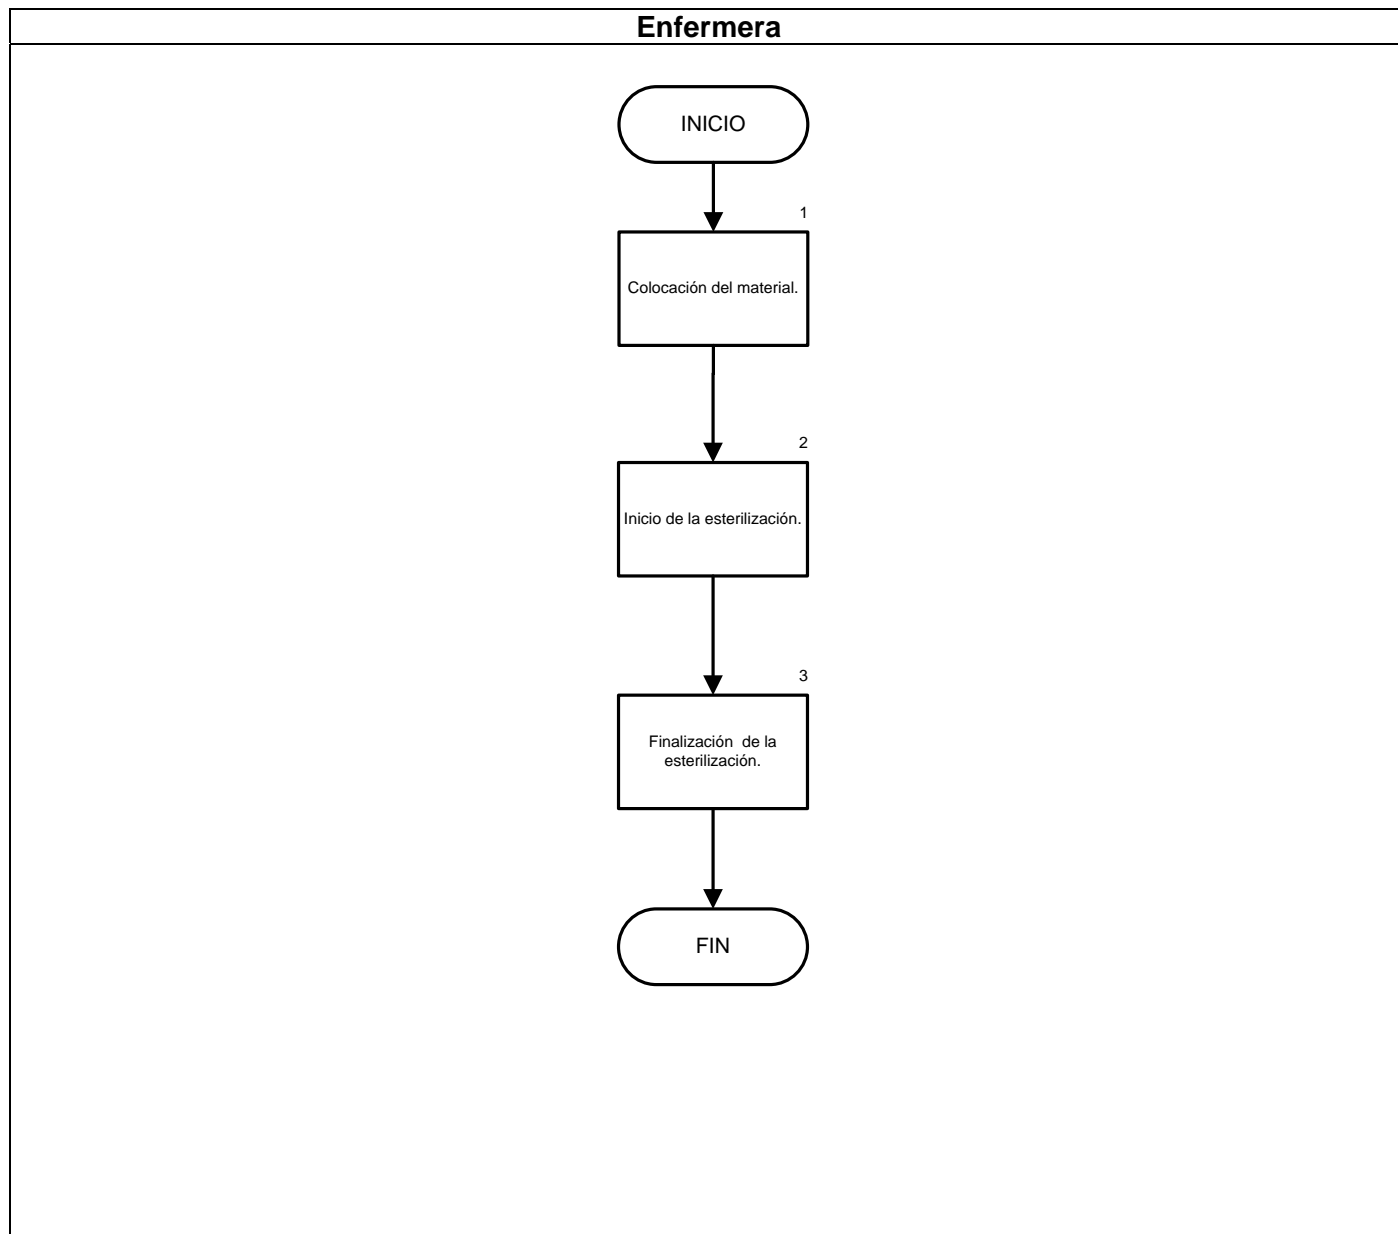 Enfermera
INICIO
1
Colocación del material.
2
Inicio de la esterilización.
3
Finalización  de la
esterilización.
FIN